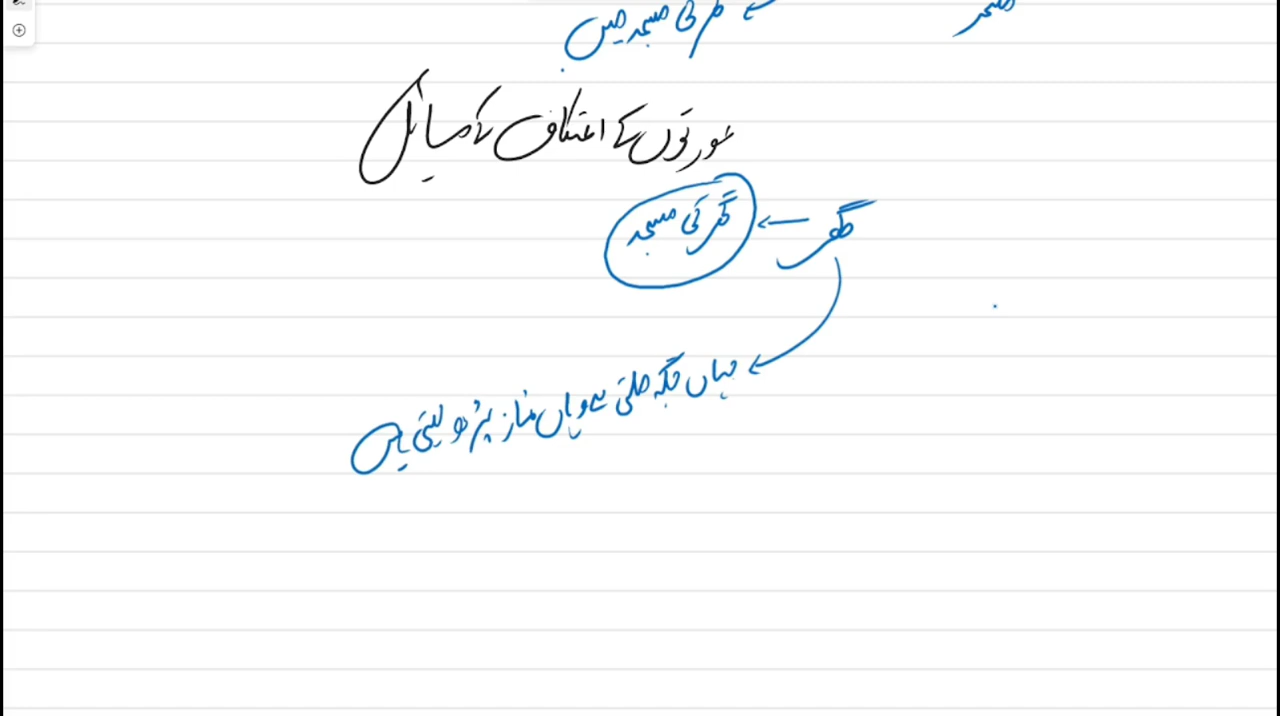 گھر کی مسجد میں
عورتوں کے اعتکاف کے مسائل
گھر ← گھر کی مسجد
جہاں جگہ ملتی ہے وہاں نماز پڑھ لیتی ہیں